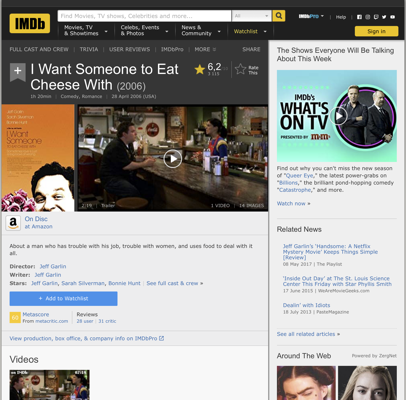 IMDb
Find Movies, TV shows, Celebrities and more...
All
Movies, TV
& Showtimes
Celebs, Events
& Photos
News &
Community
Watchlist
IMDbPro
Help
Sign in
FULL CAST AND CREW | TRIVIA | USER REVIEWS | IMDbPro | MORE
SHARE
+
I Want Someone to Eat
Cheese With (2006)
6,2
Rate
This
1h 20min | Comedy, Romance | 28 April 2006 (USA)
I Want
Someone
Trailer
1 VIDEO | 14 IMAGES
On Disc
at Amazon
About a man who has trouble with his job, trouble with women, and uses food to deal with it
all.
Director: Jeff Garlin
Writer: Jeff Garlin
Stars: Jeff Garlin, Sarah Silverman, Bonnie Hunt | See full cast & crew »
+ Add to Watchlist
Metascore
From metacritic.com
Reviews
28 user | 31 critic
View production, box office, & company info on IMDbPro
Videos
The Shows Everyone Will Be Talking
About This Week
IMDb's
WHAT'S
ON TV
PRESENTED BY M&M'S
Find out why you can't miss the new season
of "Queer Eye," the latest power-grabs on
"Billions," the brilliant pond-hopping comedy
"Catastrophe," and more.
Watch now »
Related News
Jeff Garlin's 'Handsome: A Netflix
Mystery Movie' Keeps Things Simple
[Review]
08 May 2017 | The Playlist
'Inside Out Day' at The St. Louis Science
Center This Friday with Star Phyllis Smith
17 June 2015 | WeAreMovieGeeks.com
Dealin' with Idiots
18 July 2013 | PasteMagazine
See all related articles »
Around The Web
Powered by ZergNet